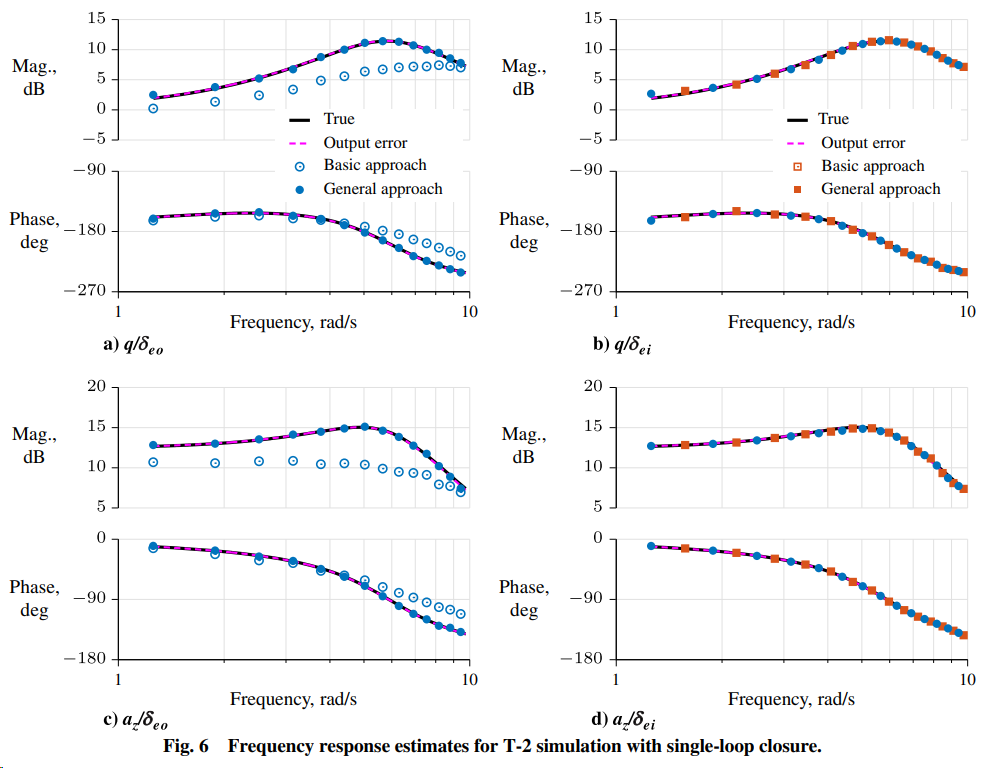 15
10
5
0
−5
Mag.,
dB
True
Output error
Basic approach
General approach
−90
−180
−270
Phase,
deg
1
10
Frequency, rad/s
a) q/δeo
15
10
5
0
−5
Mag.,
dB
True
Output error
Basic approach
General approach
−90
−180
−270
Phase,
deg
1
10
Frequency, rad/s
b) q/δei
20
15
10
5
Mag.,
dB
0
−90
−180
Phase,
deg
1
10
Frequency, rad/s
c) az/δeo
20
15
10
5
Mag.,
dB
0
−90
−180
Phase,
deg
1
10
Frequency, rad/s
d) az/δei
Fig. 6 Frequency response estimates for T-2 simulation with single-loop closure.